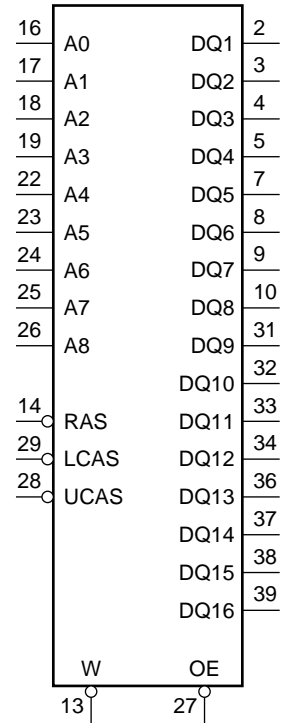 16 A0 DQ1 2
17 A1 DQ2 3
18 A2 DQ3 4
19 A3 DQ4 5
22 A4 DQ5 7
23 A5 DQ6 8
24 A6 DQ7 9
25 A7 DQ8 10
26 A8 DQ9 31
DQ10 32
14 RAS DQ11 33
29 LCAS DQ12 34
28 UCAS DQ13 36
DQ14 37
DQ15 38
DQ16 39
W OE
13 27